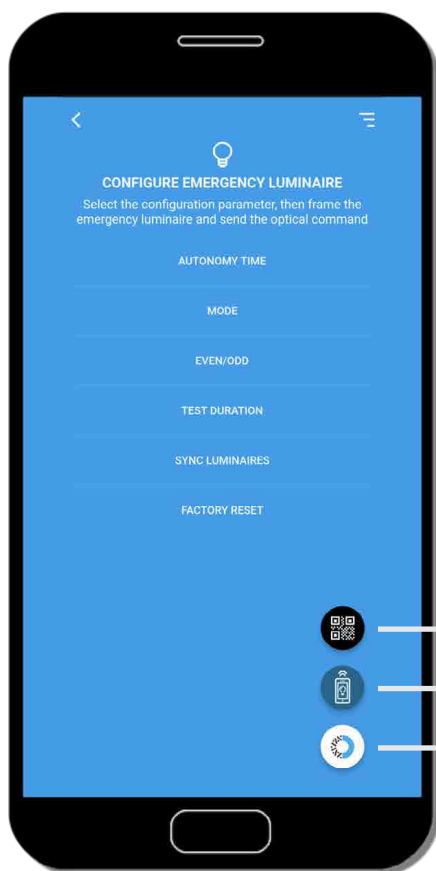 CONFIGURE EMERGENCY LUMINAIRE
Select the configuration parameter, then frame the
emergency luminaire and send the optical command
AUTONOMY TIME
MODE
EVEN/ODD
TEST DURATION
SYNC LUMINAIRES
FACTORY RESET